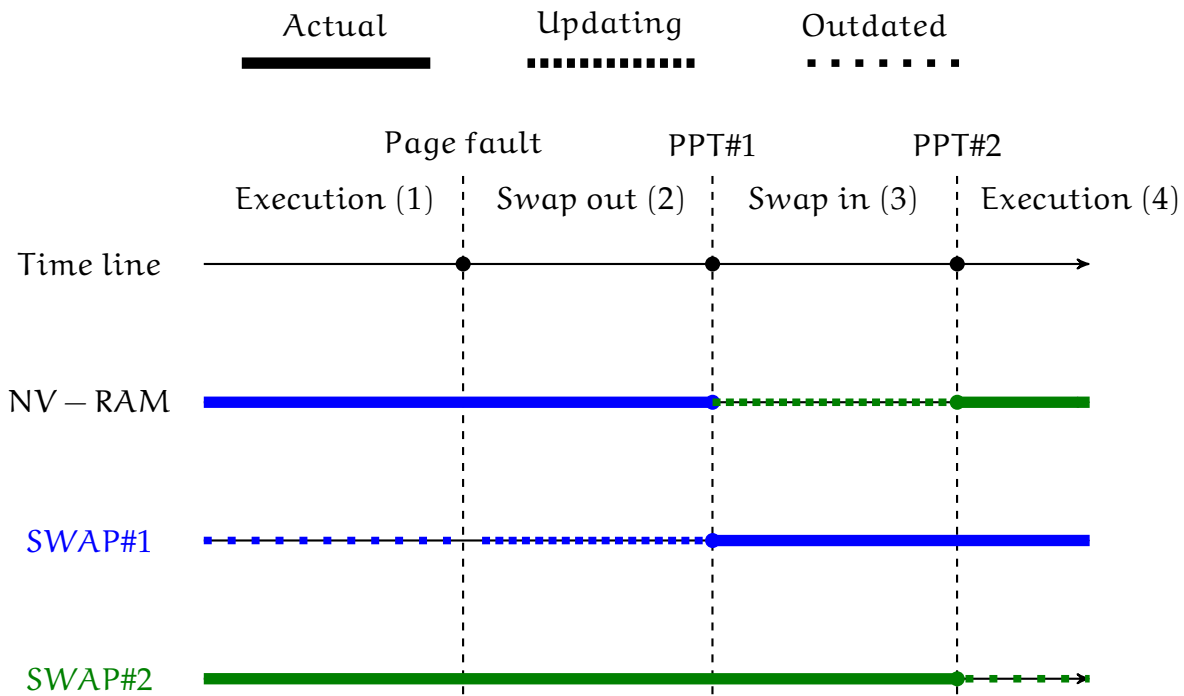 Actual Updating Outdated
Page fault PPT#1 PPT#2
Execution (1) Swap out (2) Swap in (3) Execution (4)
Time line
NV – RAM
SWAP#1
SWAP#2